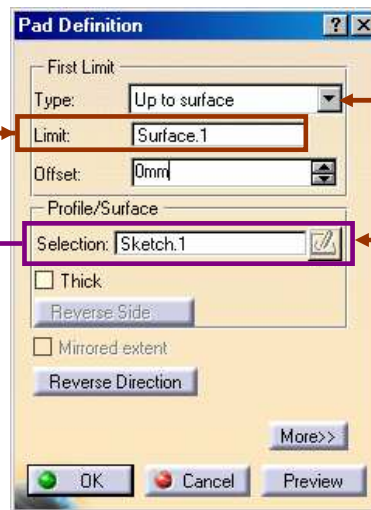 Pad Definition
First Limit
Type: Up to surface
Limit: Surface.1
Offset: 0mm
Profile/Surface
Selection: Sketch.1
Thick
Reverse Side
Mirrored extent
Reverse Direction
More>>
OK Cancel Preview